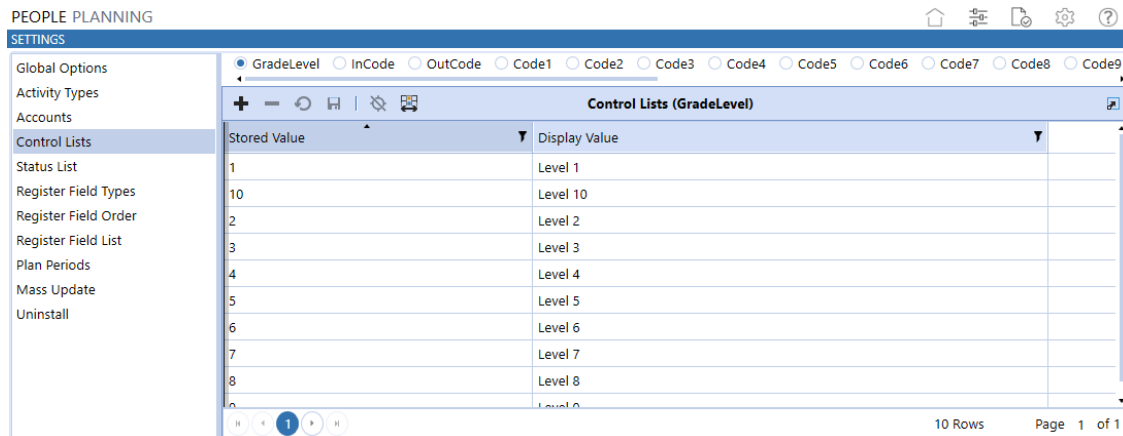 PEOPLE PLANNING
SETTINGS
Global Options
Activity Types
Accounts
Control Lists
Status List
Register Field Types
Register Field Order
Register Field List
Plan Periods
Mass Update
Uninstall
GradeLevel InCode OutCode Code1 Code2 Code3 Code4 Code5 Code6 Code7 Code8 Code9
Control Lists (GradeLevel)
Stored Value Display Value
1 Level 1
10 Level 10
2 Level 2
3 Level 3
4 Level 4
5 Level 5
6 Level 6
7 Level 7
8 Level 8
9 Level 9
1 10 Rows Page 1 of 1